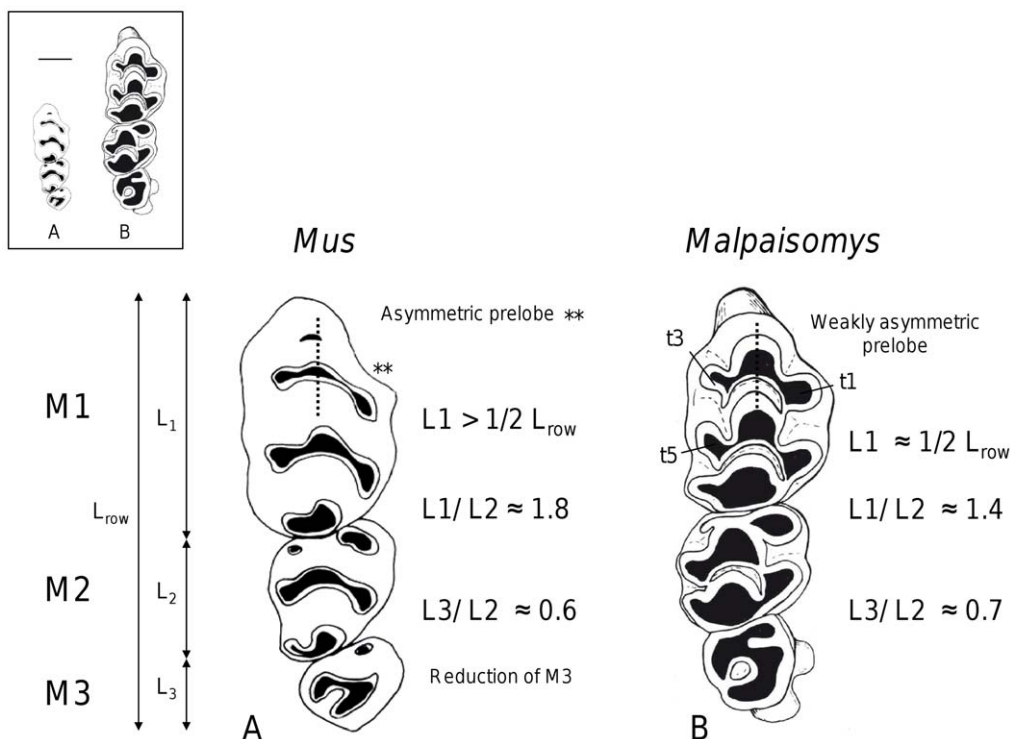 A B
Mus
Malpaisomys
Asymmetric prelobe **
Weakly asymmetric
prelobe
**
t3
t1
M1
L1
L1 > 1/2 Lrow
t5
L1 ≈ 1/2 Lrow
Lrow
L1/ L2 ≈ 1.8
L1/ L2 ≈ 1.4
M2
L2
L3/ L2 ≈ 0.6
L3/ L2 ≈ 0.7
M3
L3
Reduction of M3
A
B